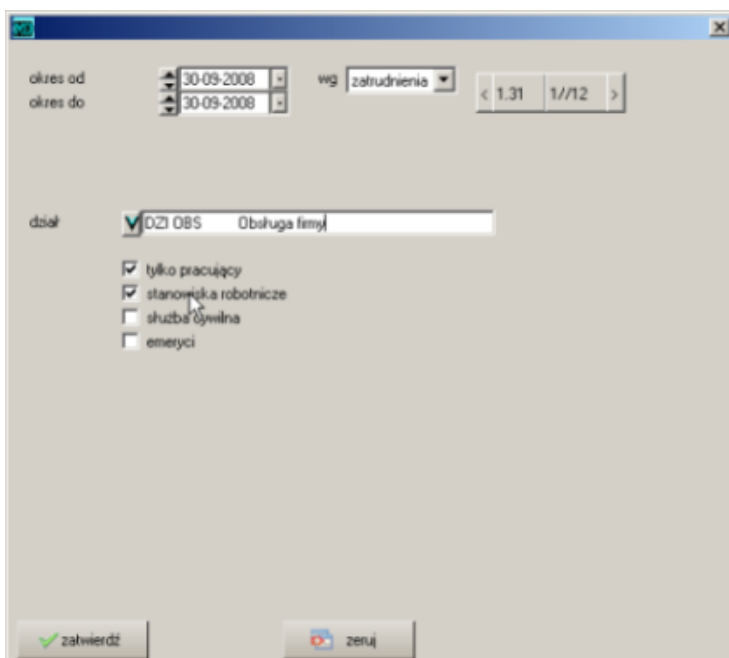 okres od 30-09-2008 wg zatrudnienia < 1.31 1//12 >
okres do 30-09-2008
dział DZI OBS Obsługa firmy
tylko pracujący
stanowiska robotnicze
służba cywilna
emeryci
zatwierdź zeruj